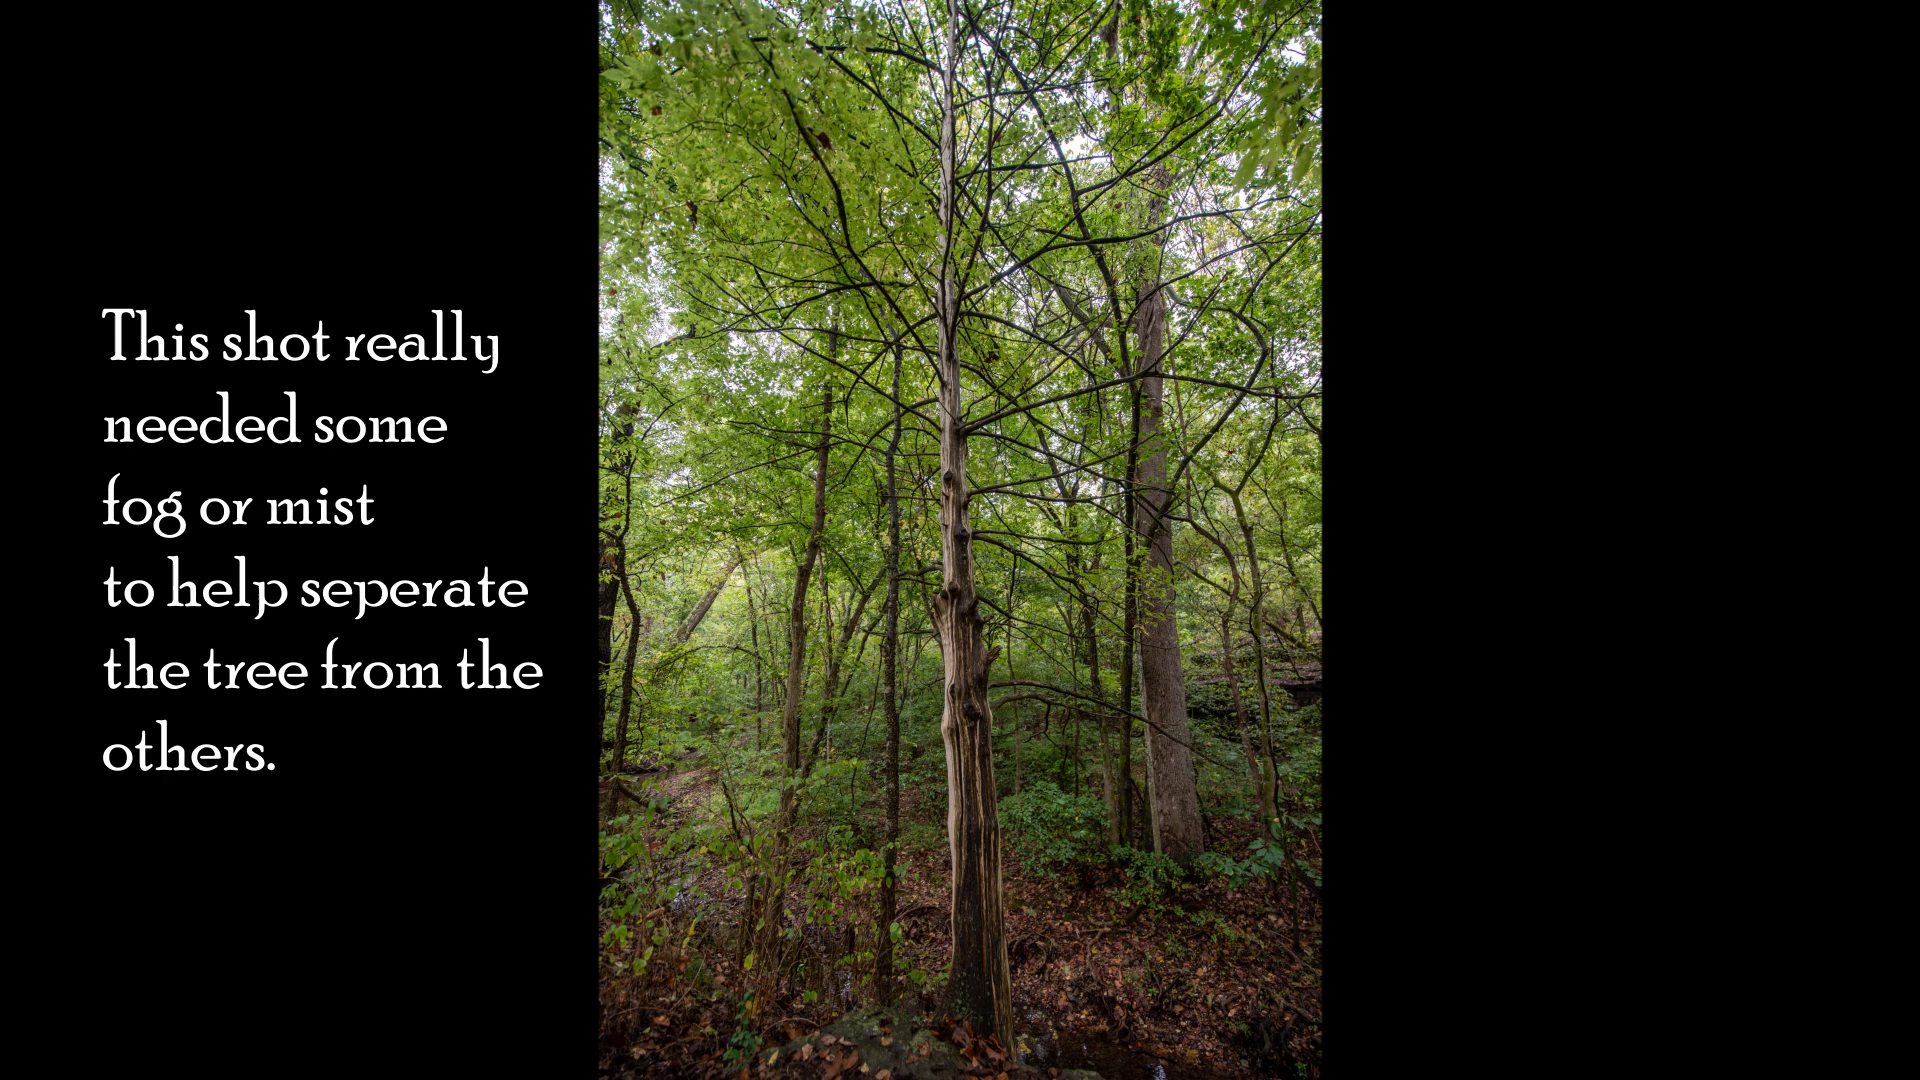 This shot really
needed some
fog or mist
to help seperate
the tree from the
others.